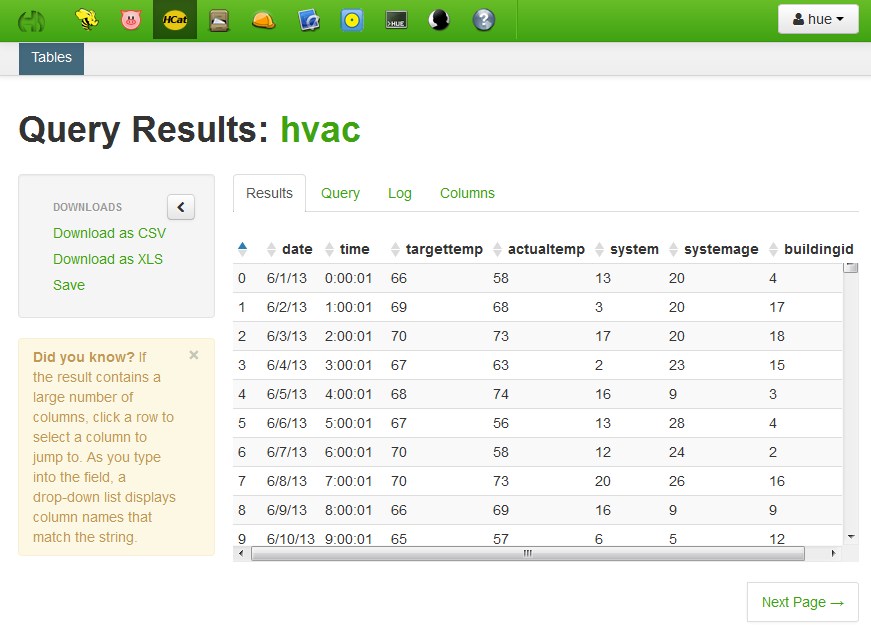 HCat
>HUE
?
hue
Tables
Query Results: hvac
DOWNLOADS
Download as CSV
Download as XLS
Save
Did you know? If
the result contains a
large number of
columns, click a row to
select a column to
jump to. As you type
into the field, a
drop-down list displays
column names that
match the string.
×
Results Query Log Columns
date time targettemp actualtemp system systemage buildingid
0 6/1/13 0:00:01 66 58 13 20 4
1 6/2/13 1:00:01 69 68 3 20 17
2 6/3/13 2:00:01 70 73 17 20 18
3 6/4/13 3:00:01 67 63 2 23 15
4 6/5/13 4:00:01 68 74 16 9 3
5 6/6/13 5:00:01 67 56 13 28 4
6 6/7/13 6:00:01 70 58 12 24 2
7 6/8/13 7:00:01 70 73 20 26 16
8 6/9/13 8:00:01 66 69 16 9 9
9 6/10/13 9:00:01 65 57 6 5 12
Next Page →